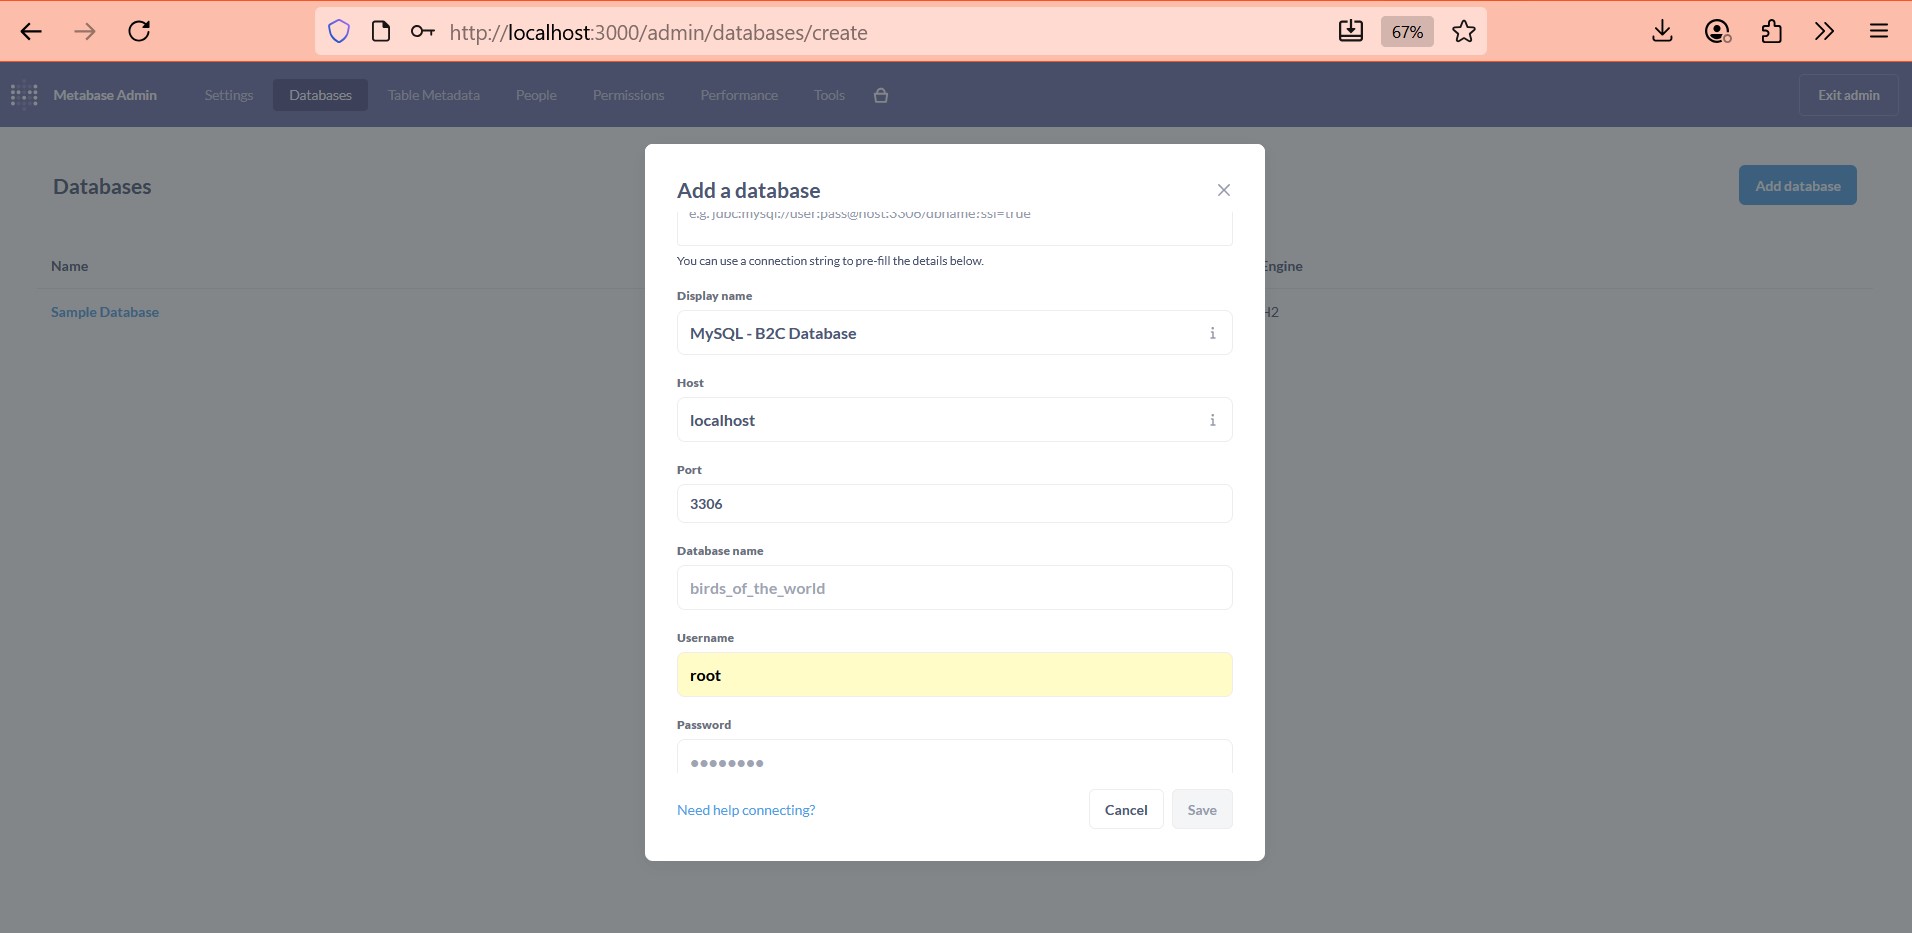 http://localhost:3000/admin/databases/create
67%
Metabase Admin
Settings
Databases
Table Metadata
People
Permissions
Performance
Tools
Exit admin
Databases
Add database
Name
Engine
Sample Database
H2
Add a database
e.g. jdbc:mysql://user:pass@host:3306/dbname?ssl=true
You can use a connection string to pre-fill the details below.
Display name
MySQL - B2C Database
Host
localhost
Port
3306
Database name
birds_of_the_world
Username
root
Password
••••••••
Need help connecting?
Cancel
Save